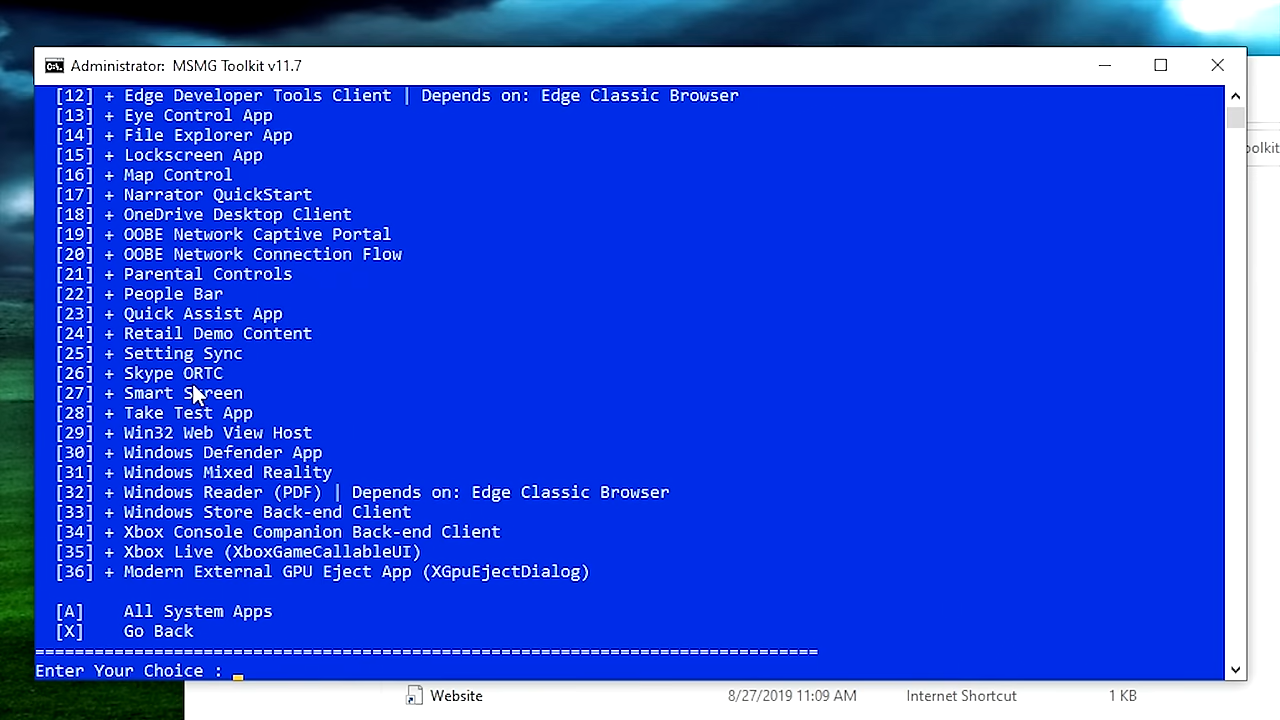 Administrator: MSMG Toolkit v11.7
[12] + Edge Developer Tools Client | Depends on: Edge Classic Browser
[13] + Eye Control App
[14] + File Explorer App
[15] + Lockscreen App
[16] + Map Control
[17] + Narrator QuickStart
[18] + OneDrive Desktop Client
[19] + OOBE Network Captive Portal
[20] + OOBE Network Connection Flow
[21] + Parental Controls
[22] + People Bar
[23] + Quick Assist App
[24] + Retail Demo Content
[25] + Setting Sync
[26] + Skype ORTC
[27] + Smart Screen
[28] + Take Test App
[29] + Win32 Web View Host
[30] + Windows Defender App
[31] + Windows Mixed Reality
[32] + Windows Reader (PDF) | Depends on: Edge Classic Browser
[33] + Windows Store Back-end Client
[34] + Xbox Console Companion Back-end Client
[35] + Xbox Live (XboxGameCallableUI)
[36] + Modern External GPU Eject App (XGpuEjectDialog)
[A] All System Apps
[X] Go Back
===============================================================================
Enter Your Choice :
oolkit
Website 8/27/2019 11:09 AM Internet Shortcut 1 KB